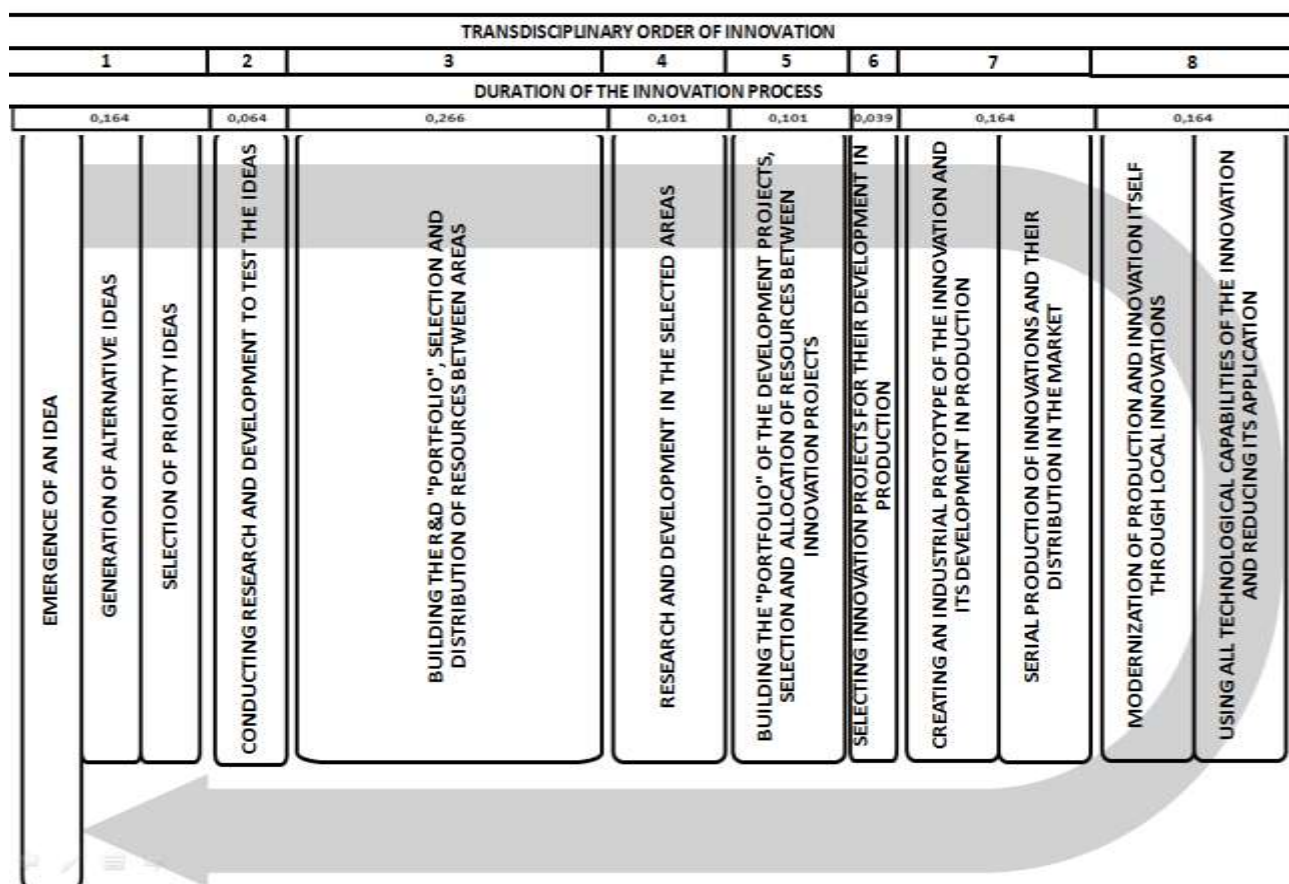 TRANSDISCIPLINARY ORDER OF INNOVATION
1 2 3 4 5 6 7 8
DURATION OF THE INNOVATION PROCESS
0,164 0,064 0,266 0,101 0,101 0,039 0,164 0,164
EMERGENCE OF AN IDEA
GENERATION OF ALTERNATIVE IDEAS
SELECTION OF PRIORITY IDEAS
CONDUCTING RESEARCH AND DEVELOPMENT TO TEST THE IDEAS
BUILDING THE R&D "PORTFOLIO", SELECTION AND
DISTRIBUTION OF RESOURCES BETWEEN AREAS
RESEARCH AND DEVELOPMENT IN THE SELECTED AREAS
BUILDING THE "PORTFOLIO" OF THE DEVELOPMENT PROJECTS,
SELECTION AND ALLOCATION OF RESOURCES BETWEEN
INNOVATION PROJECTS
SELECTING INNOVATION PROJECTS FOR THEIR DEVELOPMENT IN
PRODUCTION
CREATING AN INDUSTRIAL PROTOTYPE OF THE INNOVATION AND
ITS DEVELOPMENT IN PRODUCTION
SERIAL PRODUCTION OF INNOVATIONS AND THEIR
DISTRIBUTION IN THE MARKET
MODERNIZATION OF PRODUCTION AND INNOVATION ITSELF
THROUGH LOCAL INNOVATIONS
USING ALL TECHNOLOGICAL CAPABILITIES OF THE INNOVATION
AND REDUCING ITS APPLICATION